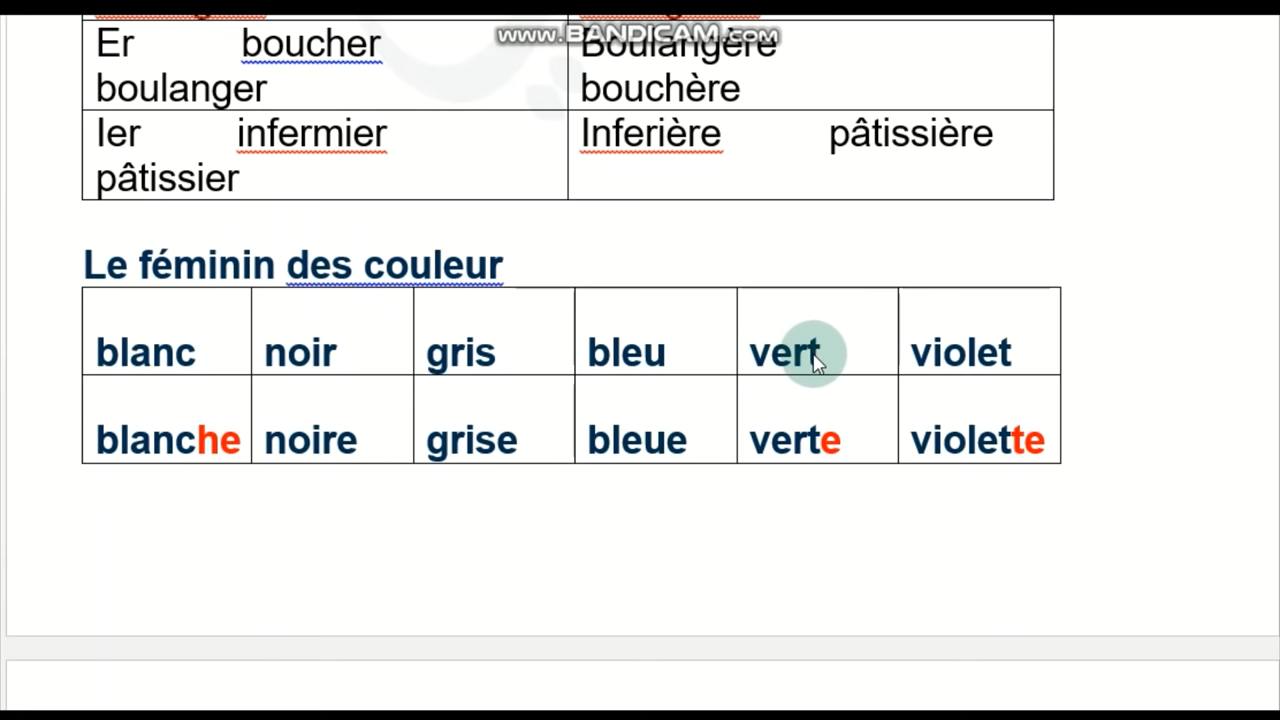 www.BANDICAM.com
Er boucher
boulanger
Boulangère
bouchère
Ier infermier
pâtissier
Inferière pâtissière
Le féminin des couleur
blanc noir gris bleu vert violet
blanche noire grise bleue verte violette